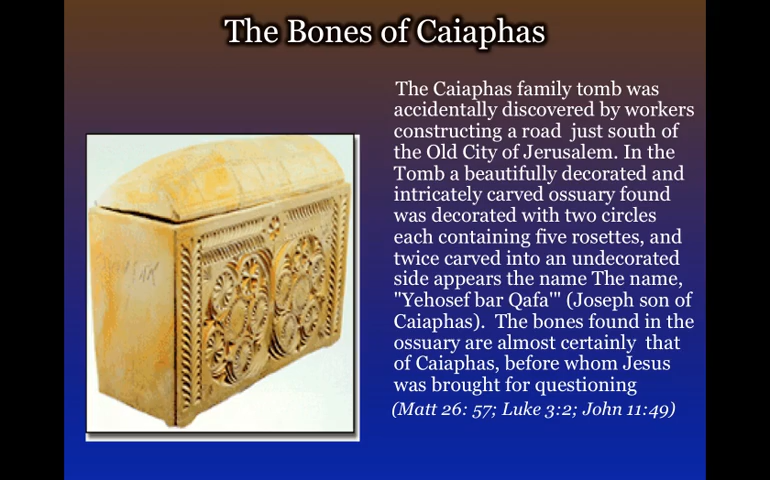 The Bones of Caiaphas
The Caiaphas family tomb was
accidentally discovered by workers
constructing a road just south of
the Old City of Jerusalem. In the
Tomb a beautifully decorated and
intricately carved ossuary found
was decorated with two circles
each containing five rosettes, and
twice carved into an undecorated
side appears the name The name,
"Yehosef bar Qafa'" (Joseph son of
Caiaphas). The bones found in the
ossuary are almost certainly that
of Caiaphas, before whom Jesus
was brought for questioning
(Matt 26: 57; Luke 3:2; John 11:49)